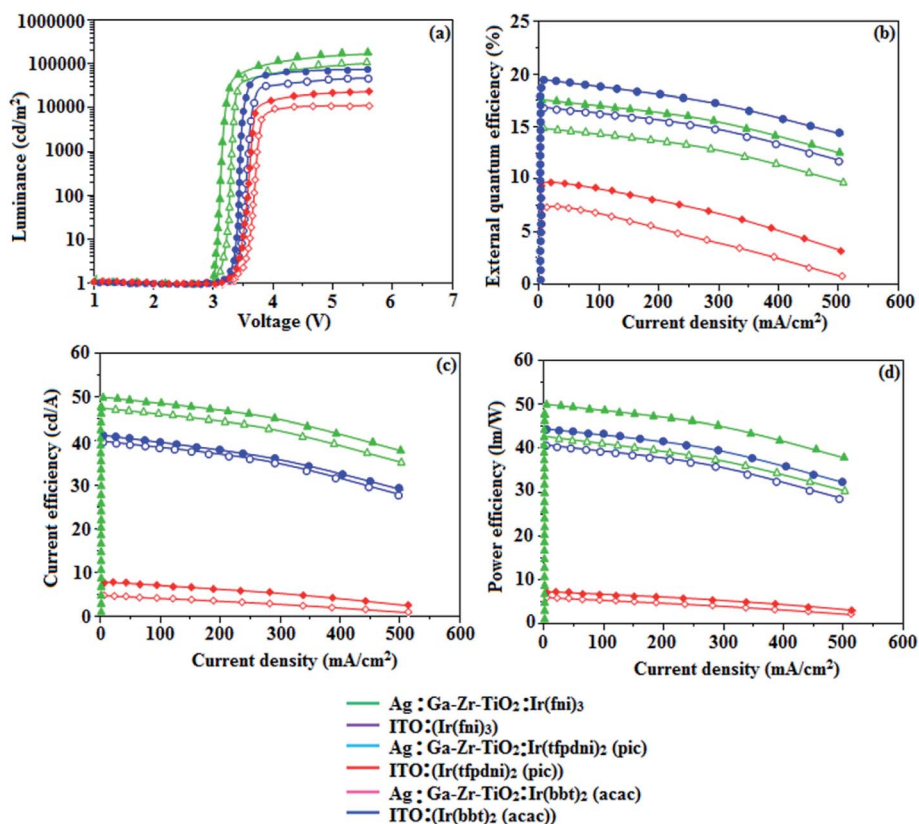 (a)
Luminance (cd/m²)
1000000
100000
10000
1000
100
10
1
1 2 3 4 5 6 7
Voltage (V)
(b)
External quantum efficiency (%)
25
20
15
10
5
0
0 100 200 300 400 500 600
Current density (mA/cm²)
(c)
Current efficiency (cd/A)
60
50
40
30
20
10
0
0 100 200 300 400 500 600
Current density (mA/cm²)
(d)
Power efficiency (lm/W)
60
50
40
30
20
10
0
0 100 200 300 400 500 600
Current density (mA/cm²)
Ag:Ga-Zr-TiO₂:Ir(fni)₃
ITO:(Ir(fni)₃)
Ag:Ga-Zr-TiO₂:Ir(tfpdni)₂ (pic)
ITO:(Ir(tfpdni)₂ (pic))
Ag:Ga-Zr-TiO₂:Ir(bbt)₂ (acac)
ITO:(Ir(bbt)₂ (acac))